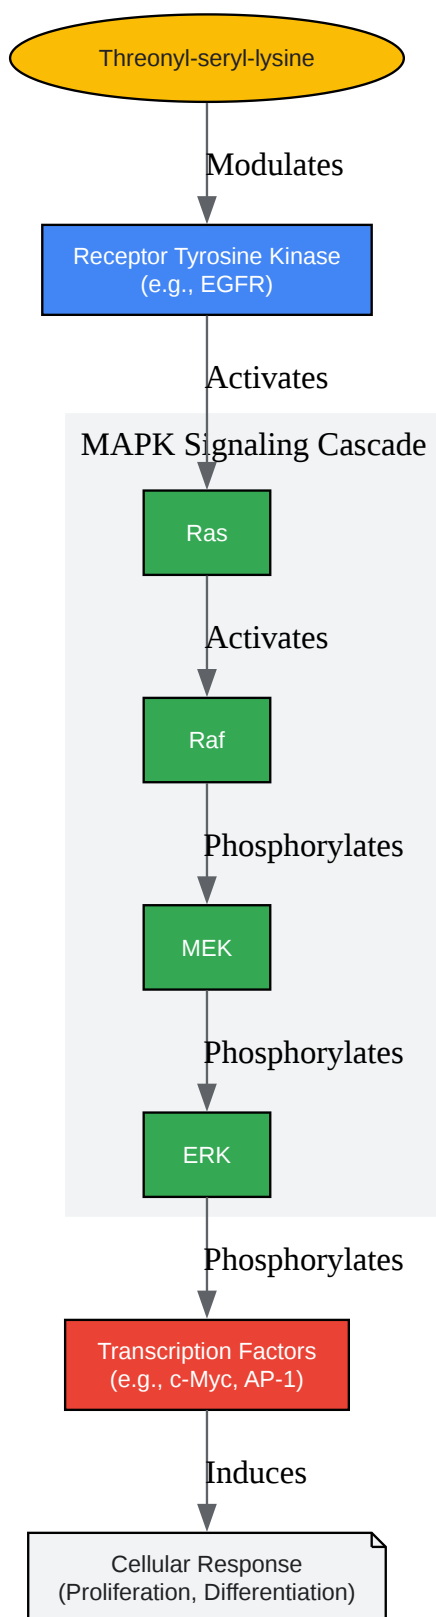 Threonyl-seryl-lysine
Modulates
Receptor Tyrosine Kinase
(e.g., EGFR)
Activates
MAPK Signaling Cascade
Ras
Activates
Raf
Phosphorylates
MEK
Phosphorylates
ERK
Phosphorylates
Transcription Factors
(e.g., c-Myc, AP-1)
Induces
Cellular Response
(Proliferation, Differentiation)